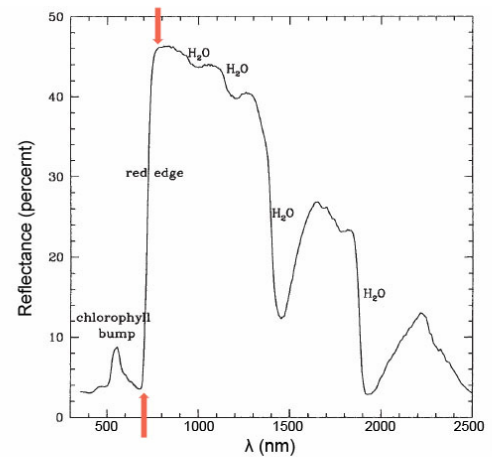 50
40
30
20
10
0
Reflectance (percernt)
H₂O
H₂O
red edge
H₂O
H₂O
chlorophyll
bump
500
1000
1500
2000
2500
λ (nm)